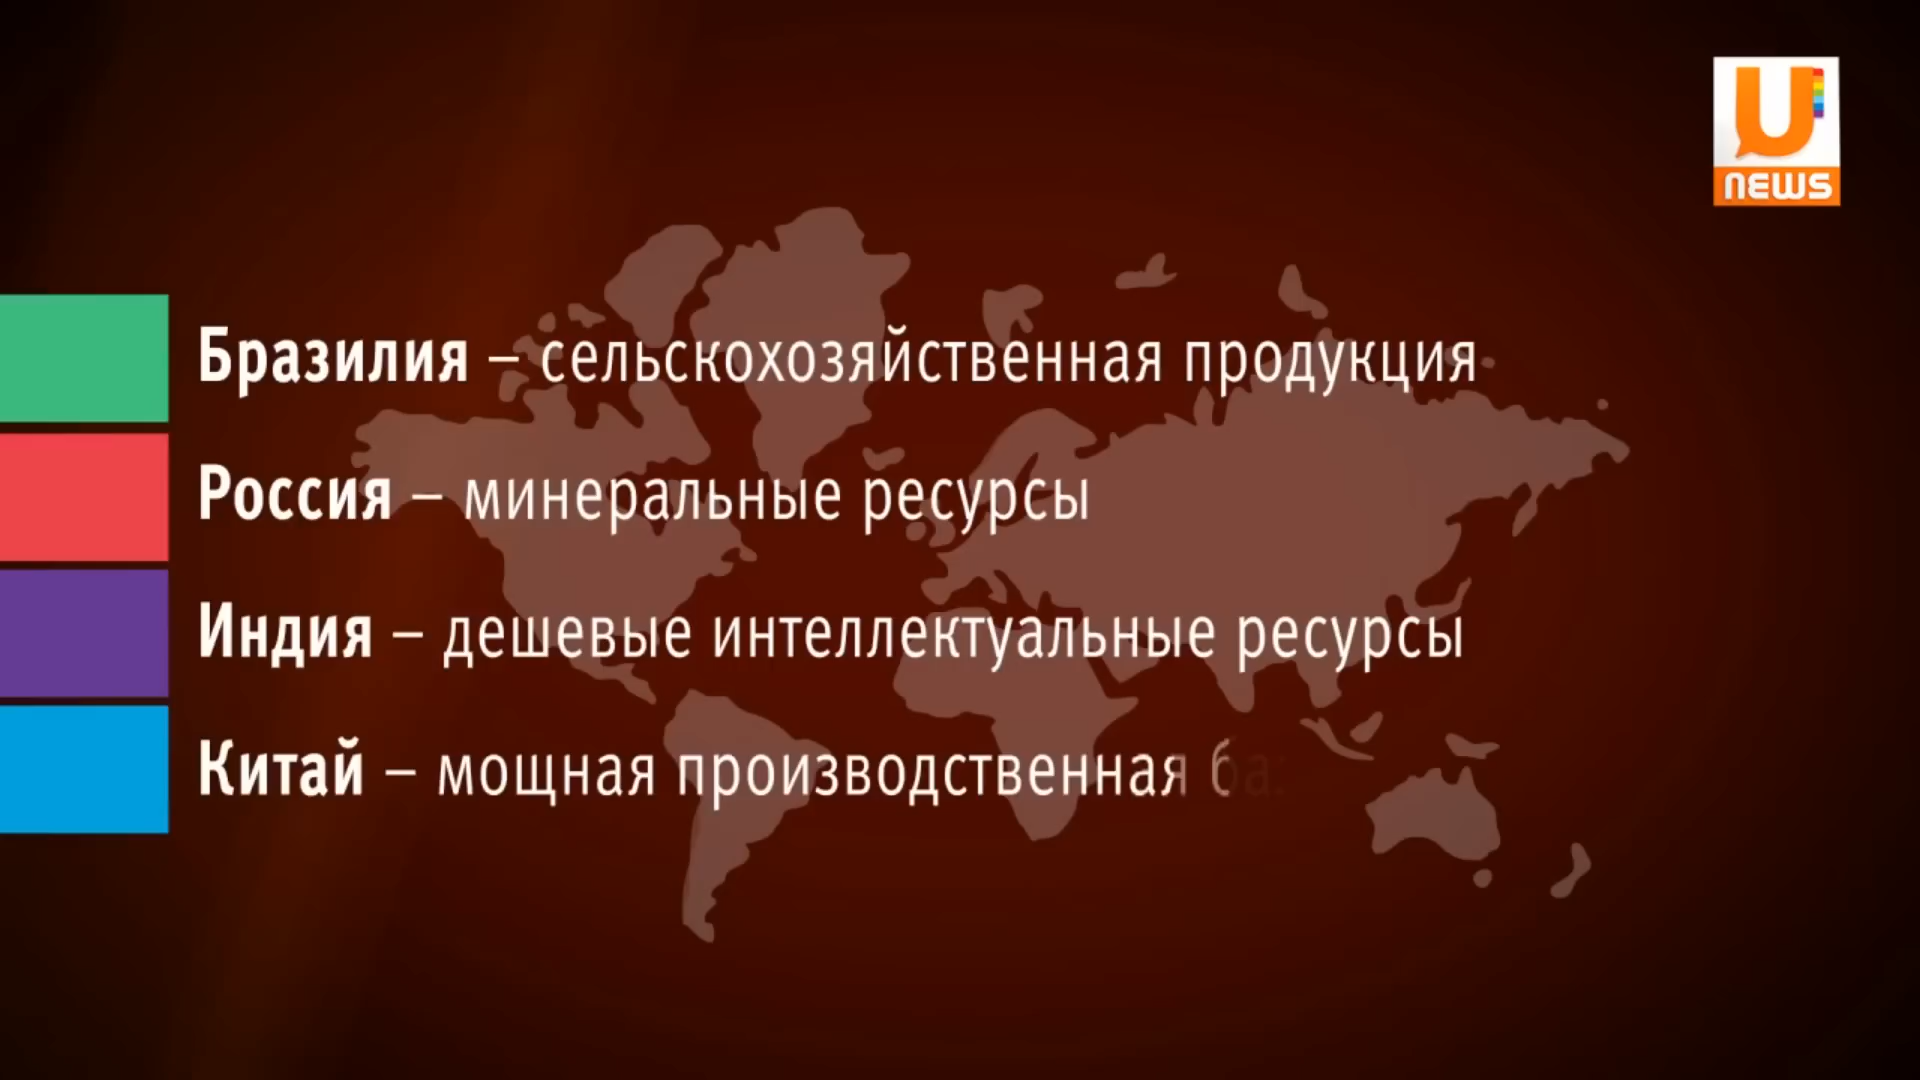 U
news
Бразилия – сельскохозяйственная продукция
Россия – минеральные ресурсы
Индия – дешевые интеллектуальные ресурсы
Китай – мощная производственная